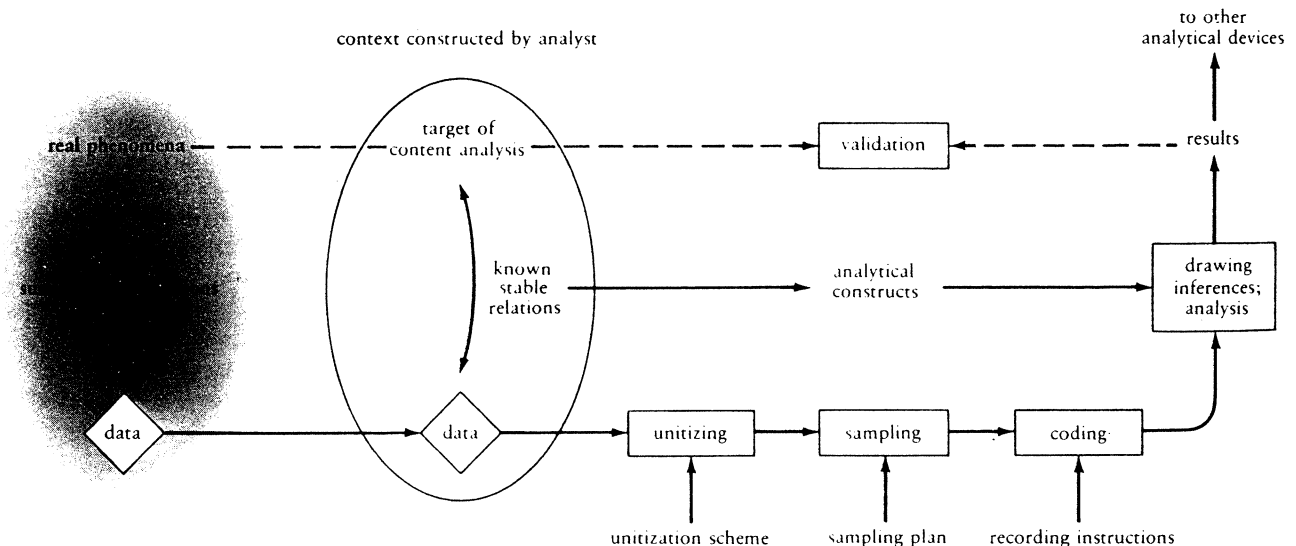 to other
analytical devices
context constructed by analyst
real phenomena
target of
content analysis
validation
results
known
stable
relations
analytical
constructs
drawing
inferences;
analysis
data
data
unitizing
sampling
coding
unitization scheme
sampling plan
recording instructions